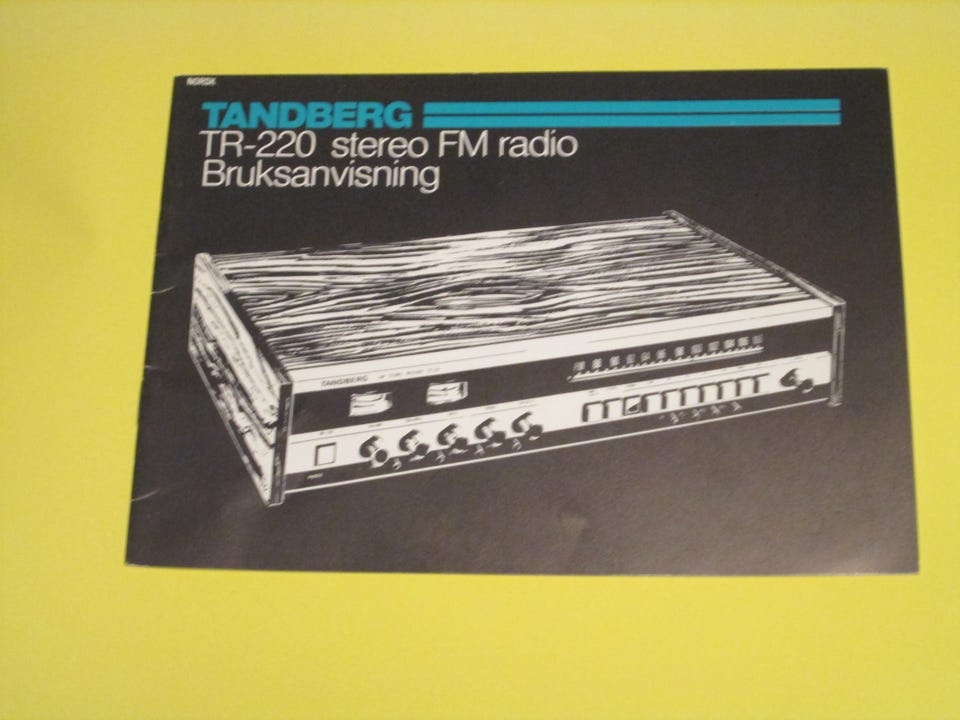 NORSK
TANDBERG
TR-220 stereo FM radio
Bruksanvisning
TANDBERG